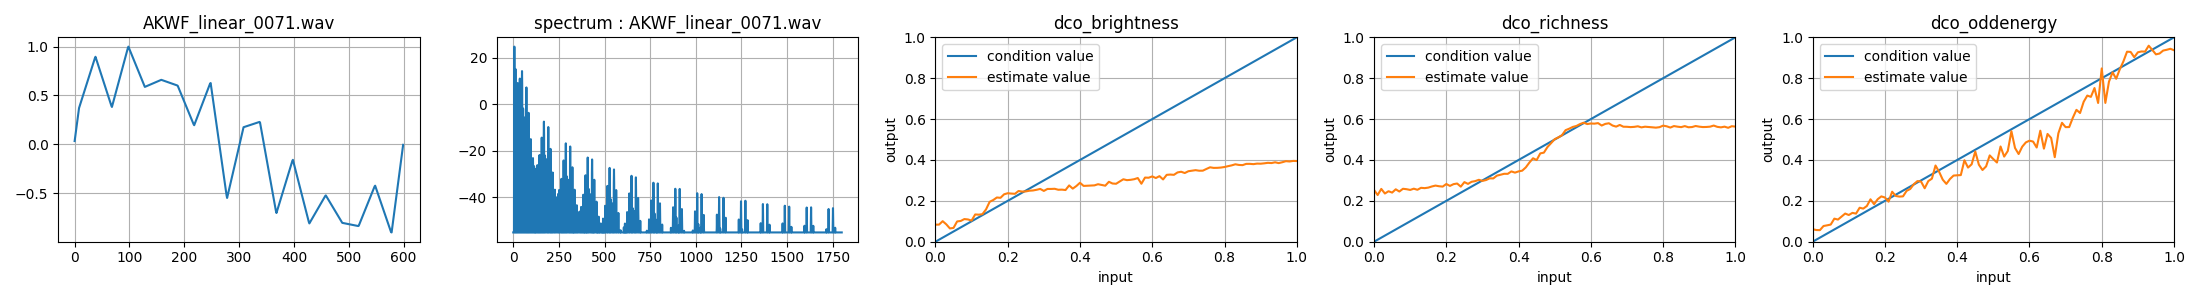 AKWF_linear_0071.wav
1.0
0.5
0.0
−0.5
0 100 200 300 400 500 600
spectrum : AKWF_linear_0071.wav
20
0
−20
−40
0 250 500 750 1000 1250 1500 1750
dco_brightness
condition value
estimate value
output
1.0
0.8
0.6
0.4
0.2
0.0
0.0 0.2 0.4 0.6 0.8 1.0
input
dco_richness
condition value
estimate value
output
1.0
0.8
0.6
0.4
0.2
0.0
0.0 0.2 0.4 0.6 0.8 1.0
input
dco_oddenergy
condition value
estimate value
output
1.0
0.8
0.6
0.4
0.2
0.0
0.0 0.2 0.4 0.6 0.8 1.0
input